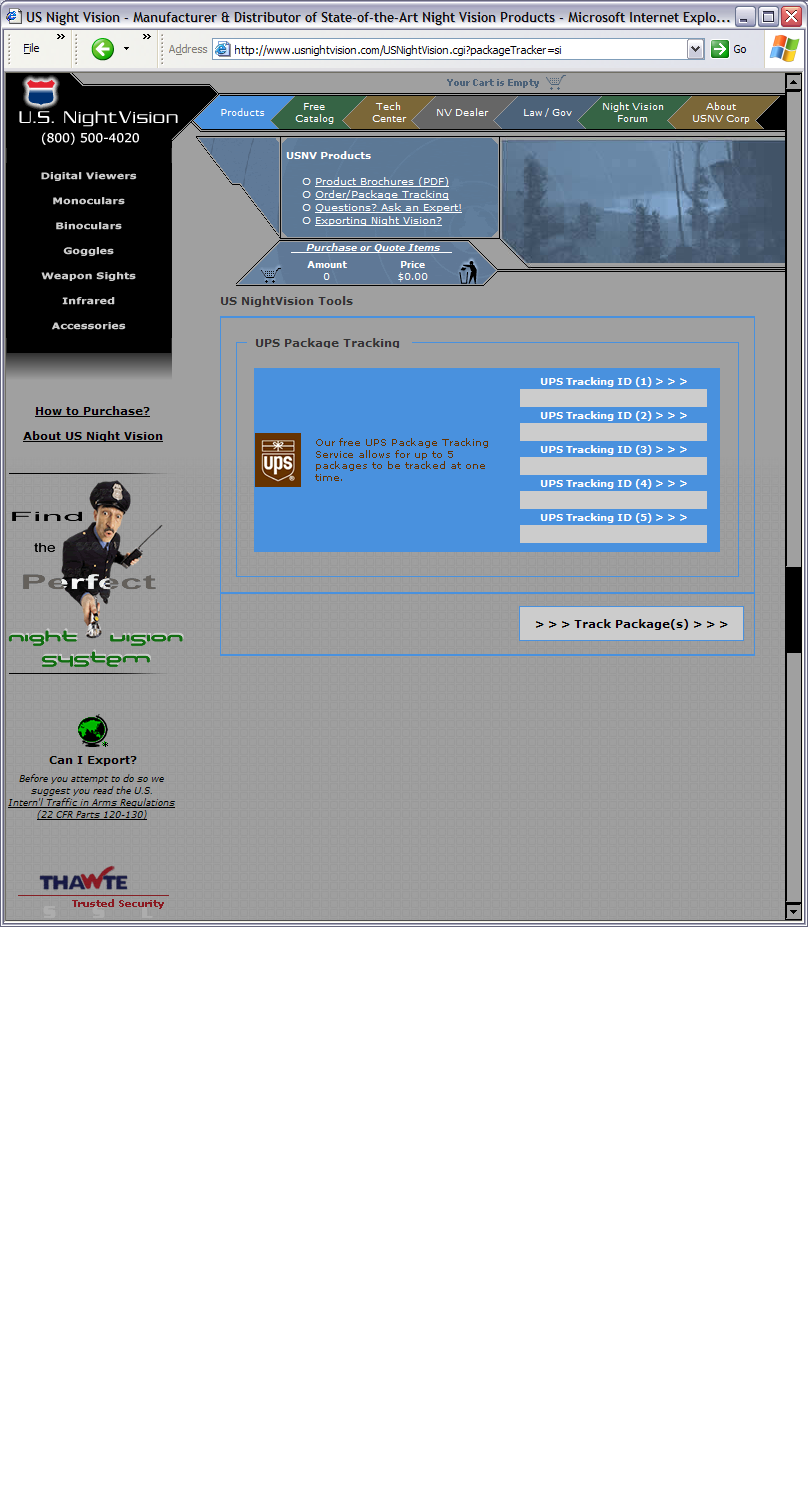 US Night Vision - Manufacturer & Distributor of State-of-the-Art Night Vision Products - Microsoft Internet Explo...
File
Address
http://www.usnightvision.com/USNightVision.cgi?packageTracker=si
Go
Your Cart is Empty
U.S. NightVision
(800) 500-4020
Products
Free
Catalog
Tech
Center
NV Dealer
Law / Gov
Night Vision
Forum
About
USNV Corp
Digital Viewers
Monoculars
Binoculars
Goggles
Weapon Sights
Infrared
Accessories
USNV Products
O Product Brochures (PDF)
O Order/Package Tracking
O Questions? Ask an Expert!
O Exporting Night Vision?
Purchase or Quote Items
Amount Price
0 $0.00
US NightVision Tools
UPS Package Tracking
ups
Our free UPS Package Tracking
Service allows for up to 5
packages to be tracked at one
time.
UPS Tracking ID (1) > > >
UPS Tracking ID (2) > > >
UPS Tracking ID (3) > > >
UPS Tracking ID (4) > > >
UPS Tracking ID (5) > > >
> > > Track Package(s) > > >
How to Purchase?
About US Night Vision
Find
the
Perfect
night vision
system
Can I Export?
Before you attempt to do so we
suggest you read the U.S.
Intern'l Traffic in Arms Regulations
(22 CFR Parts 120-130)
THAWTE
Trusted Security
S S L